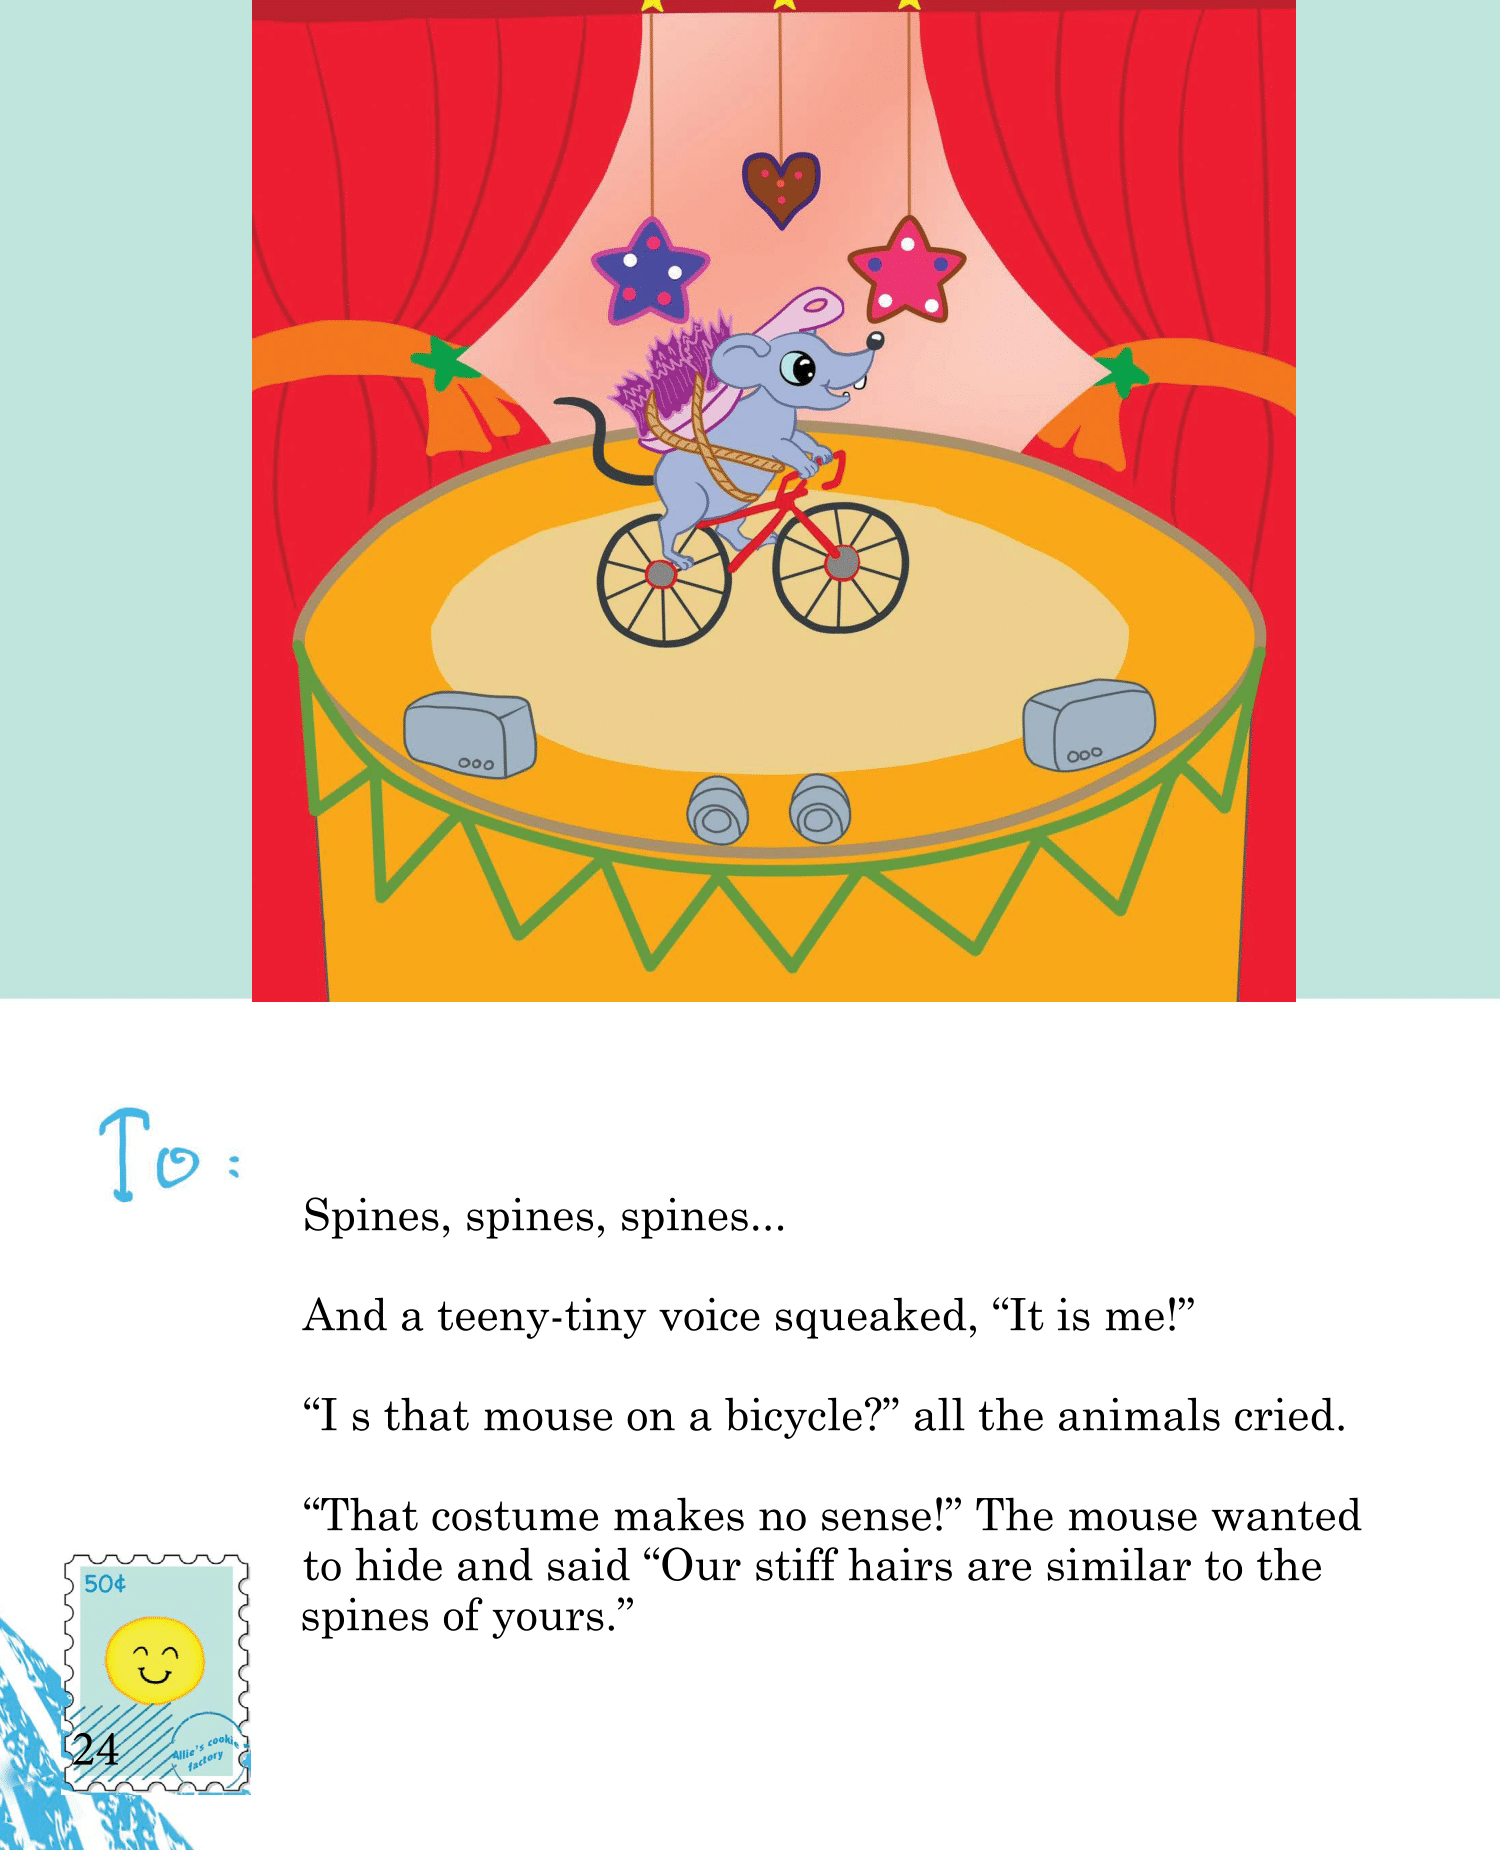 To:
Spines, spines, spines...
And a teeny-tiny voice squeaked, “It is me!”
“I s that mouse on a bicycle?” all the animals cried.
“That costume makes no sense!” The mouse wanted
to hide and said “Our stiff hairs are similar to the
spines of yours.”
50¢
24
Allie's cookie
factory